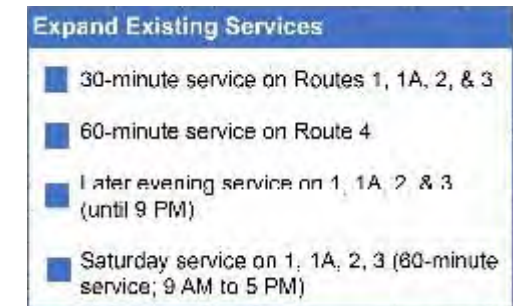 Expand Existing Services
30-minute service on Routes 1, 1A, 2, & 3
60-minute service on Route 4
Later evening service on 1, 1A, 2, & 3
(until 9 PM)
Saturday service on 1, 1A, 2, 3 (60-minute
service; 9 AM to 5 PM)